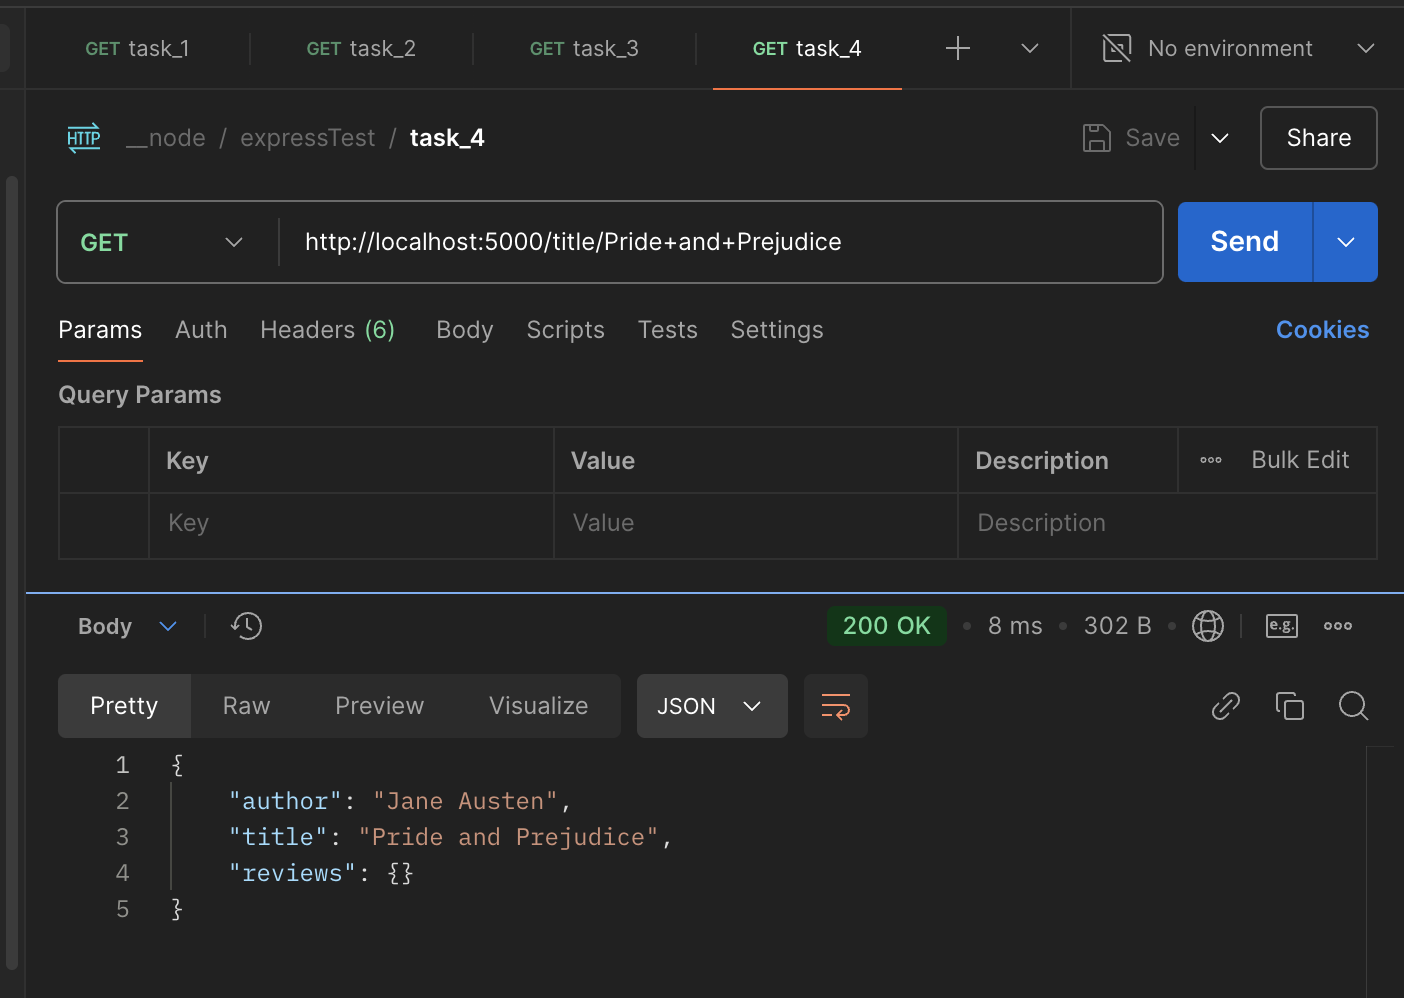 GET task_1 GET task_2 GET task_3 GET task_4 No environment
HTTP __node / expressTest / task_4 Save Share
GET http://localhost:5000/title/Pride+and+Prejudice Send
Params Auth Headers (6) Body Scripts Tests Settings Cookies
Query Params
Key Value Description Bulk Edit
Key Value Description
Body 200 OK • 8 ms • 302 B • e.g.
Pretty Raw Preview Visualize JSON
1 {
2 "author": "Jane Austen",
3 "title": "Pride and Prejudice",
4 "reviews": {}
5 }